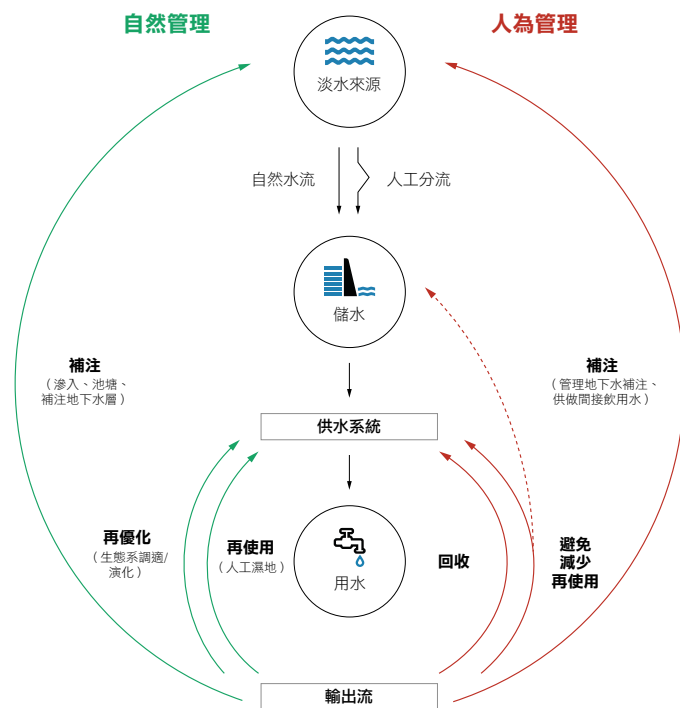 自然管理
人為管理
淡水來源
自然水流
人工分流
儲水
補注
（滲入、池塘、
補注地下水層）
補注
（管理地下水補注、
供做間接飲用水）
供水系統
再優化
（生態系調適/
演化）
再使用
（人工濕地）
用水
回收
避免
減少
再使用
輸出流